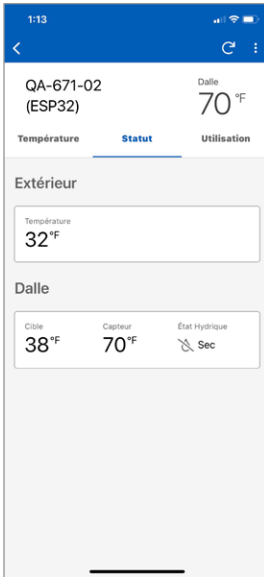 1:13
QA-671-02
(ESP32)
Dalle
70°F
Température Statut Utilisation
Extérieur
Température
32°F
Dalle
Cible Capteur État Hydrique
38°F 70°F Sec